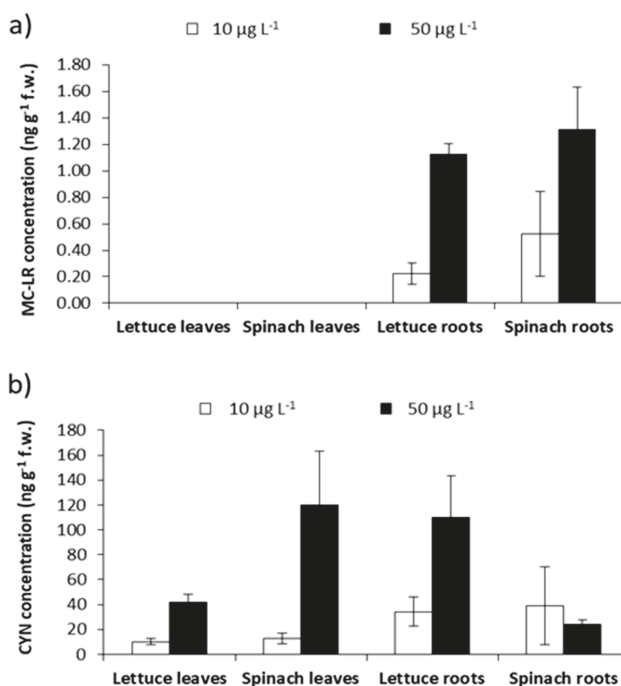 a)
10 µg L⁻¹ 50 µg L⁻¹
MC-LR concentration (ng g⁻¹ f.w.)
1.80
1.60
1.40
1.20
1.00
0.80
0.60
0.40
0.20
0.00
Lettuce leaves Spinach leaves Lettuce roots Spinach roots
b)
10 µg L⁻¹ 50 µg L⁻¹
CYN concentration (ng g⁻¹ f.w.)
180
160
140
120
100
80
60
40
20
0
Lettuce leaves Spinach leaves Lettuce roots Spinach roots